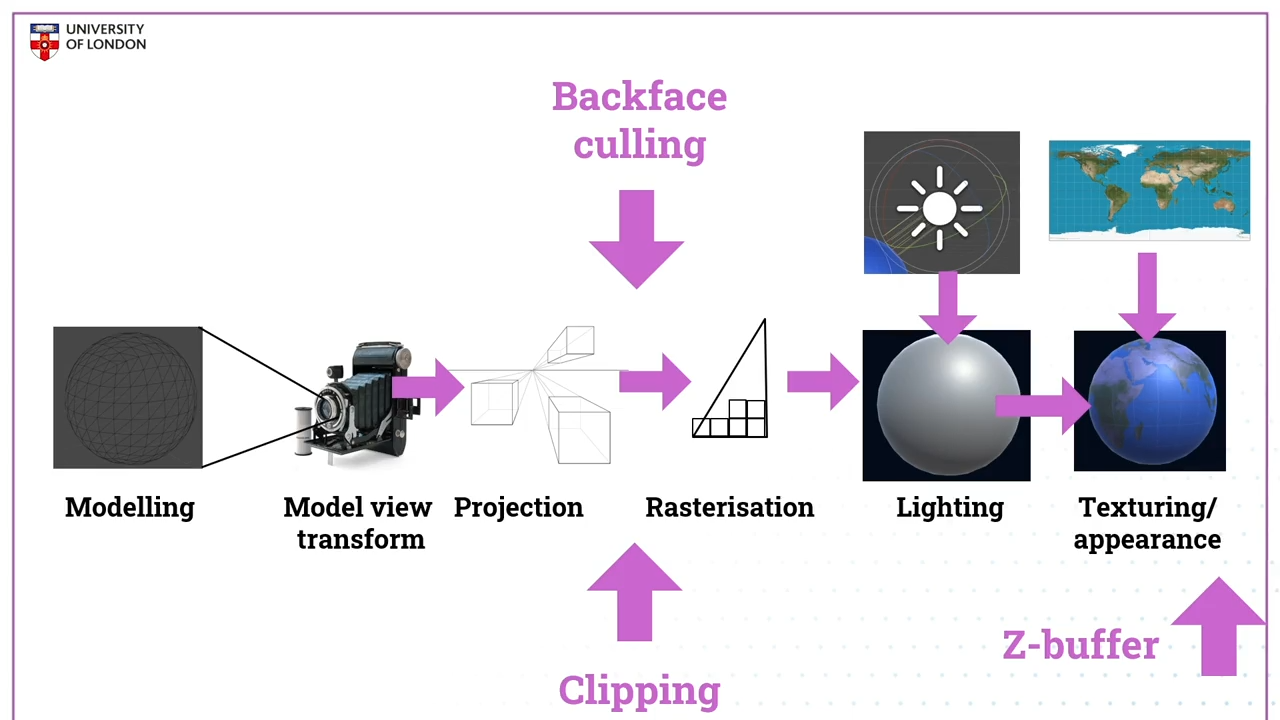 UNIVERSITY
OF LONDON
Backface
culling
Modelling
Model view
transform
Projection
Rasterisation
Lighting
Texturing/
appearance
Z-buffer
Clipping